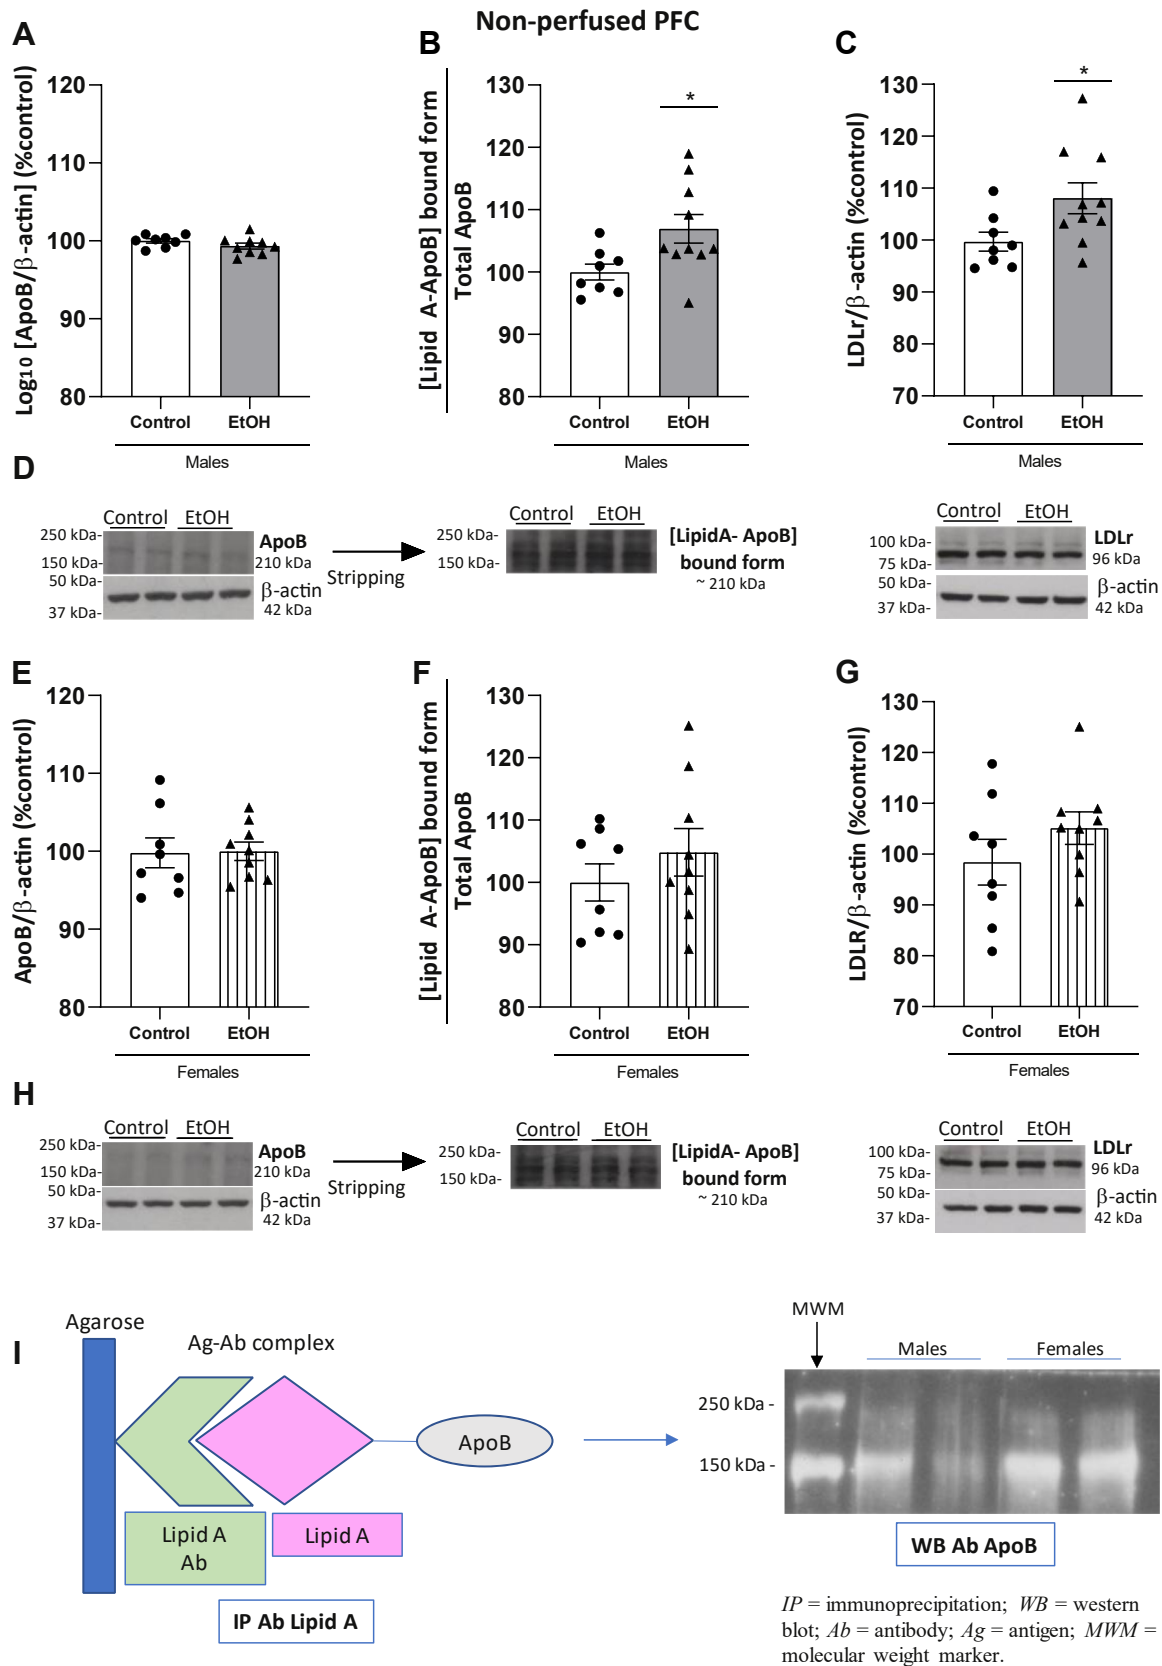 Non-perfused PFC
A
Log10 [ApoB/β-actin] (%control)
120
110
100
90
80
Control
EtOH
Males
B
[Lipid A-ApoB] bound form
Total ApoB
130
120
110
100
90
80
*
Control
EtOH
Males
C
LDLr/β-actin (%control)
130
120
110
100
90
80
70
*
Control
EtOH
Males
D
Control EtOH
250 kDa-
150 kDa-
50 kDa-
37 kDa-
ApoB
210 kDa
β-actin
42 kDa
Stripping
Control EtOH
250 kDa-
150 kDa-
[LipidA- ApoB]
bound form
~ 210 kDa
Control EtOH
100 kDa-
75 kDa-
50 kDa-
37 kDa-
LDLr
96 kDa
β-actin
42 kDa
E
ApoB/β-actin (%control)
120
110
100
90
80
Control
EtOH
Females
F
[Lipid A-ApoB] bound form
Total ApoB
130
120
110
100
90
80
Control
EtOH
Females
G
LDLR/β-actin (%control)
130
120
110
100
90
80
70
Control
EtOH
Females
H
Control EtOH
250 kDa-
150 kDa-
50 kDa-
37 kDa-
ApoB
210 kDa
β-actin
42 kDa
Stripping
Control EtOH
250 kDa-
150 kDa-
[LipidA- ApoB]
bound form
~ 210 kDa
Control EtOH
100 kDa-
75 kDa-
50 kDa-
37 kDa-
LDLr
96 kDa
β-actin
42 kDa
I
Agarose
Ag-Ab complex
ApoB
Lipid A
Ab
Lipid A
IP Ab Lipid A
MWM
Males
Females
250 kDa -
150 kDa -
WB Ab ApoB
IP = immunoprecipitation; WB = western
blot; Ab = antibody; Ag = antigen; MWM =
molecular weight marker.